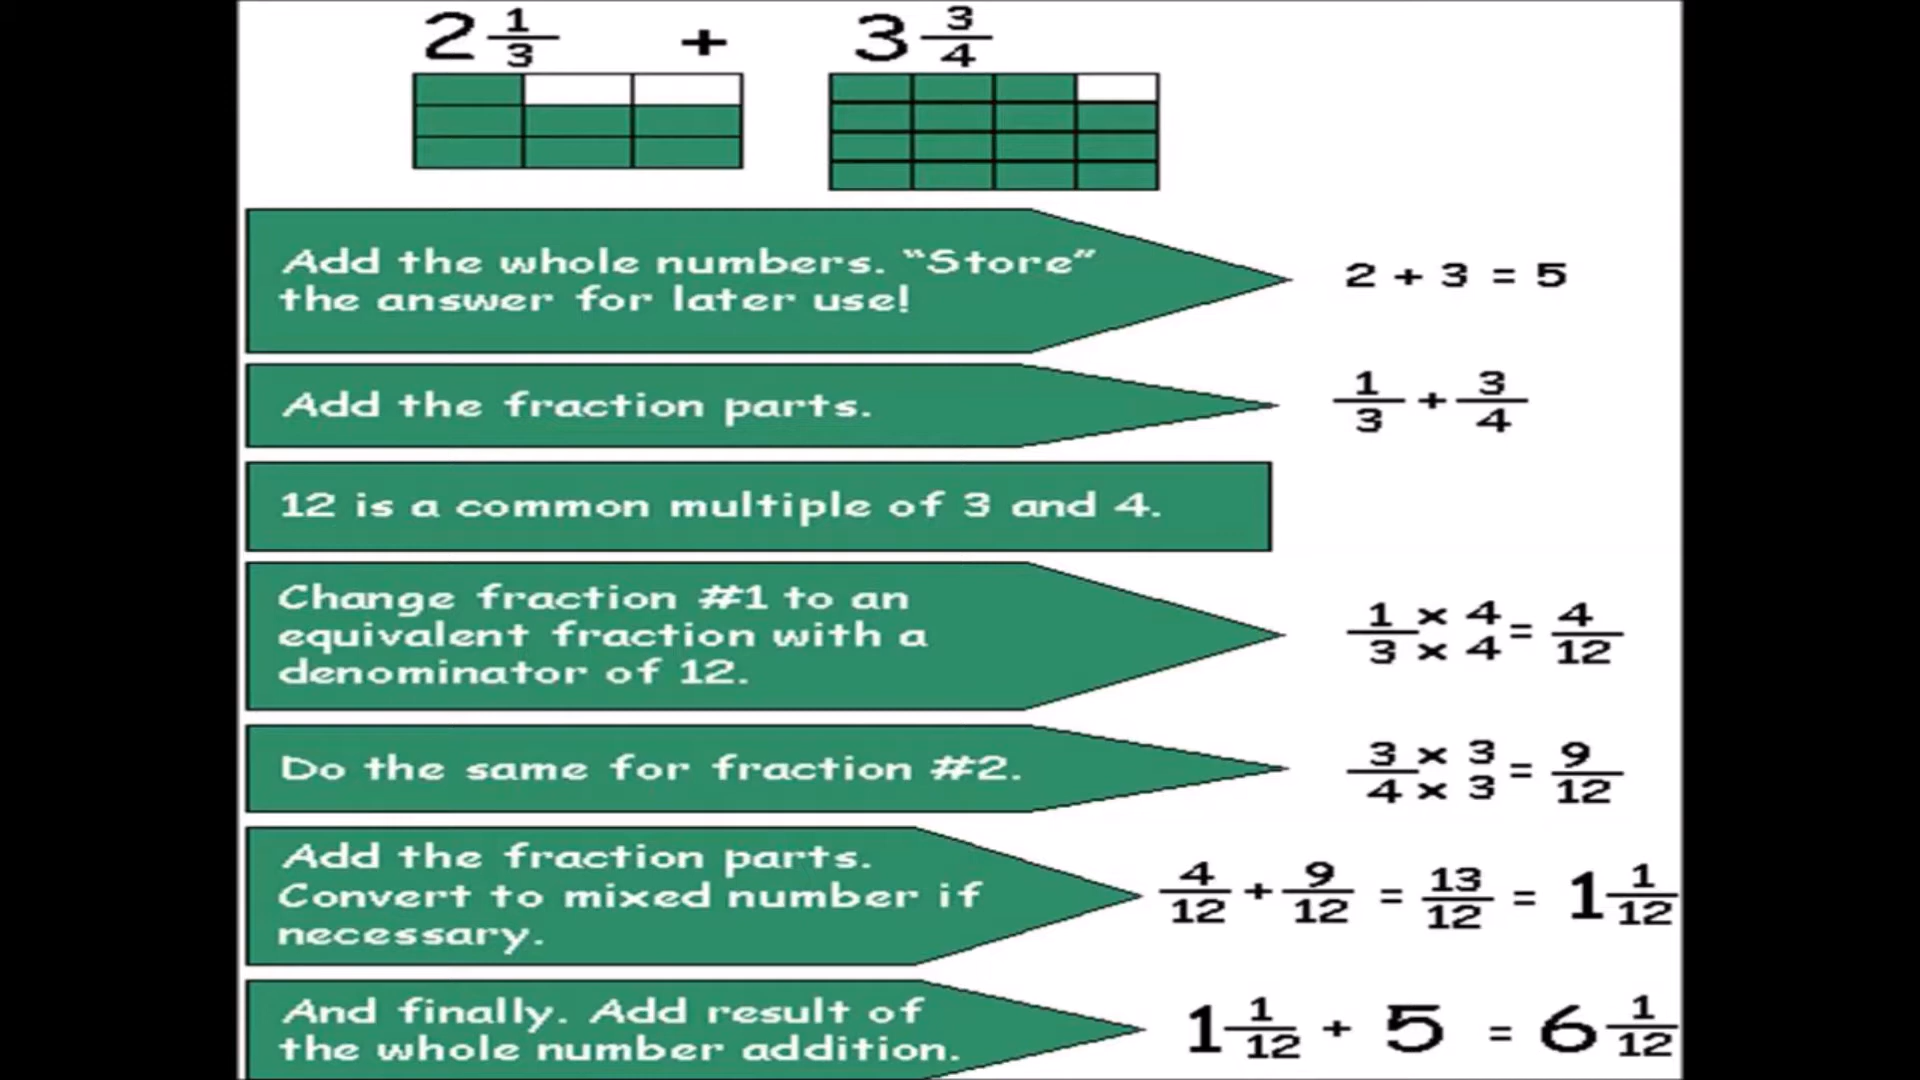 2 1/3 + 3 3/4
Add the whole numbers. “Store”
the answer for later use!
2 + 3 = 5
Add the fraction parts.
1/3 + 3/4
12 is a common multiple of 3 and 4.
Change fraction #1 to an
equivalent fraction with a
denominator of 12.
1 x 4 / 3 x 4 = 4/12
Do the same for fraction #2.
3 x 3 / 4 x 3 = 9/12
Add the fraction parts.
Convert to mixed number if
necessary.
4/12 + 9/12 = 13/12 = 1 1/12
And finally. Add result of
the whole number addition.
1 1/12 + 5 = 6 1/12